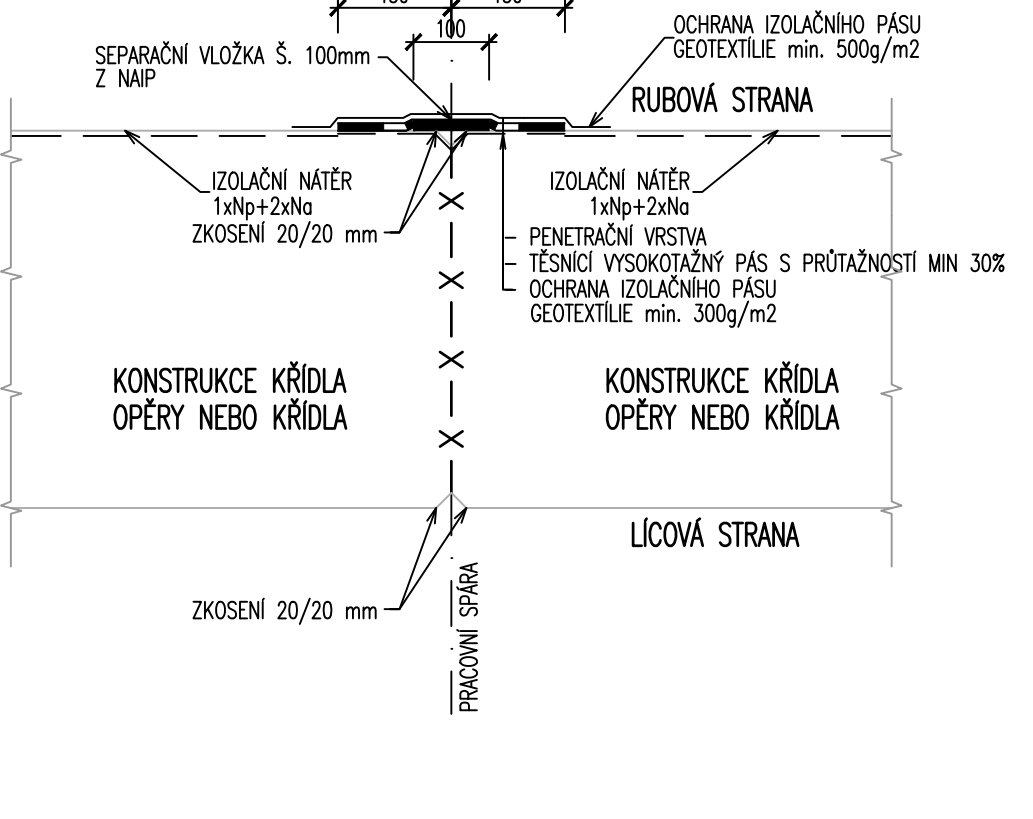 100
OCHRANA IZOLAČNÍHO PÁSU
GEOTEXTÍLIE min. 500g/m2
SEPARAČNÍ VLOŽKA Š. 100mm
Z NAIP
RUBOVÁ STRANA
IZOLAČNÍ NÁTĚR
1xNp+2xNa
IZOLAČNÍ NÁTĚR
1xNp+2xNa
ZKOSENÍ 20/20 mm
PENETRAČNÍ VRSTVA
TĚSNÍCÍ VYSOKOTAŽNÝ PÁS S PRŮTAŽNOSTÍ MIN 30%
OCHRANA IZOLAČNÍHO PÁSU
GEOTEXTÍLIE min. 300g/m2
KONSTRUKCE KŘÍDLA
OPĚRY NEBO KŘÍDLA
KONSTRUKCE KŘÍDLA
OPĚRY NEBO KŘÍDLA
LÍCOVÁ STRANA
ZKOSENÍ 20/20 mm
PRACOVNÍ SPÁRA